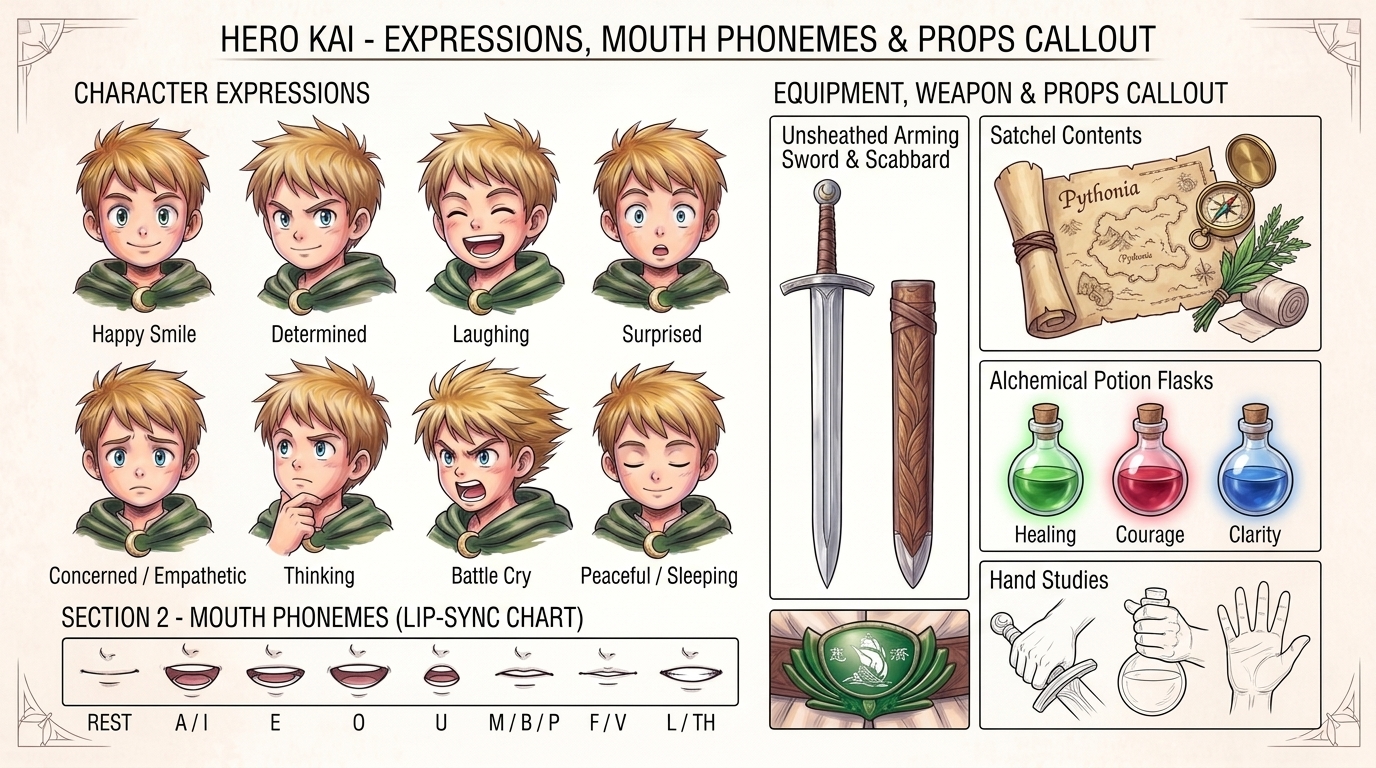 HERO KAI - EXPRESSIONS, MOUTH PHONEMES & PROPS CALLOUT
CHARACTER EXPRESSIONS
Happy Smile
Determined
Laughing
Surprised
Concerned / Empathetic
Thinking
Battle Cry
Peaceful / Sleeping
SECTION 2 - MOUTH PHONEMES (LIP-SYNC CHART)
REST
A / I
E
O
U
M / B / P
F / V
L / TH
EQUIPMENT, WEAPON & PROPS CALLOUT
Unsheathed Arming
Sword & Scabbard
慈 濟
Satchel Contents
Pythonia
Alchemical Potion Flasks
Healing
Courage
Clarity
Hand Studies